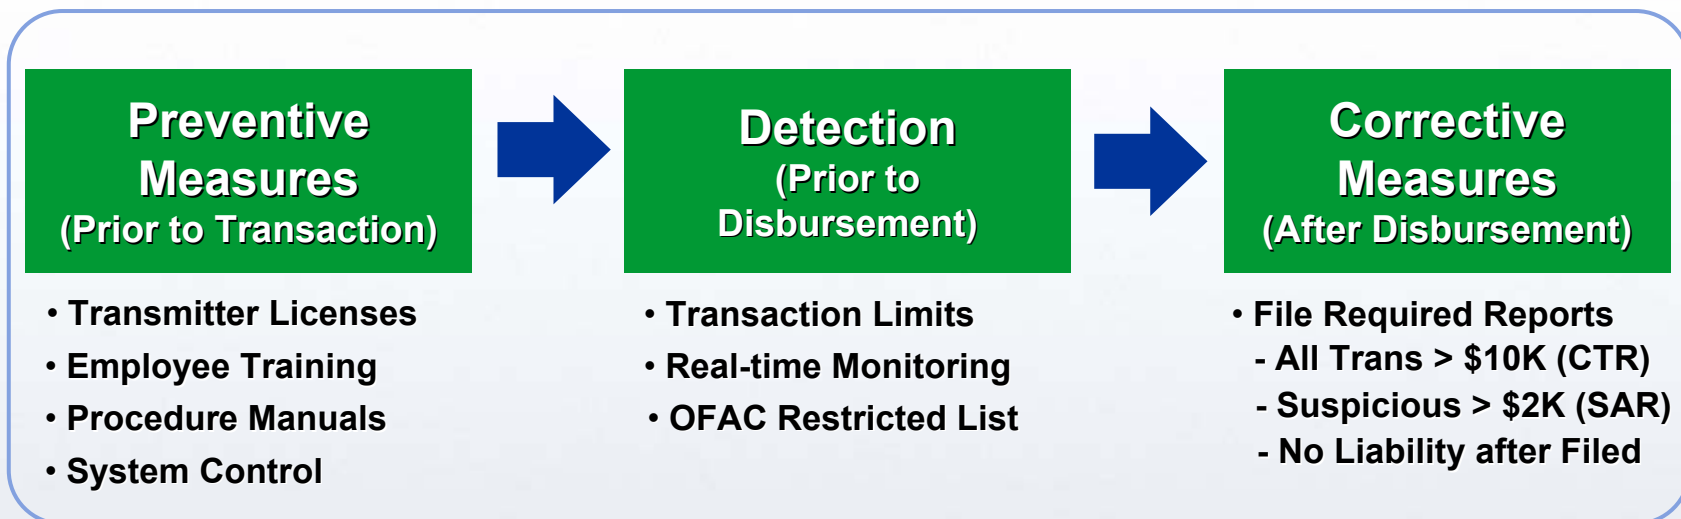 Preventive
Measures
(Prior to Transaction)
• Transmitter Licenses
• Employee Training
• Procedure Manuals
• System Control
Detection
(Prior to
Disbursement)
• Transaction Limits
• Real-time Monitoring
• OFAC Restricted List
Corrective
Measures
(After Disbursement)
• File Required Reports
- All Trans > $10K (CTR)
- Suspicious > $2K (SAR)
- No Liability after Filed